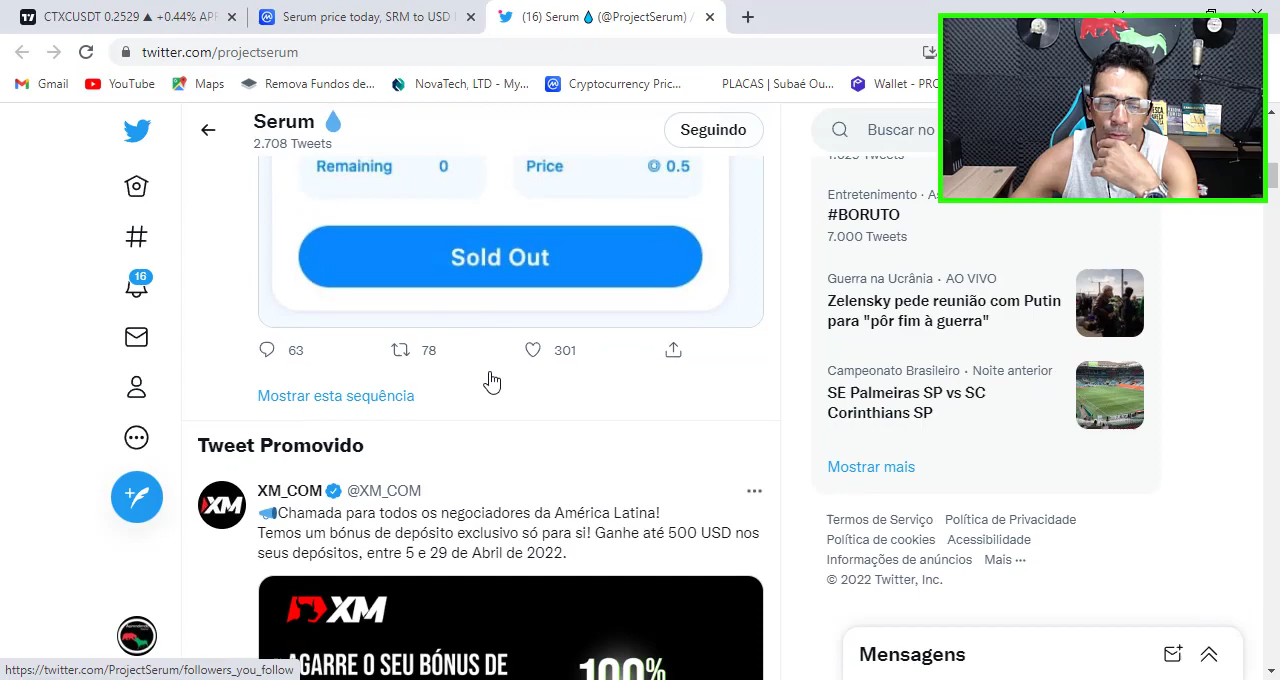 CTXCUSDT 0.2529 ▲ +0.44% APE
Serum price today, SRM to USD
(16) Serum 💧 (@ProjectSerum) /
twitter.com/projectserum
Gmail
YouTube
Maps
Remova Fundos de...
NovaTech, LTD - My...
Cryptocurrency Pric...
PLACAS | Subaé Ou...
Wallet - PRO
Serum 💧
2.708 Tweets
Seguindo
Buscar no
Remaining 0
Price 0.5
Sold Out
63
78
301
Mostrar esta sequência
Tweet Promovido
XM
XM_COM @XM_COM
📣Chamada para todos os negociadores da América Latina!
Temos um bónus de depósito exclusivo só para si! Ganhe até 500 USD nos
seus depósitos, entre 5 e 29 de Abril de 2022.
XM
AGARRE O SEU BÓNUS DE
100%
16
Tweets
Entretenimento ·
#BORUTO
7.000 Tweets
Guerra na Ucrânia · AO VIVO
Zelensky pede reunião com Putin
para "pôr fim à guerra"
Campeonato Brasileiro · Noite anterior
SE Palmeiras SP vs SC
Corinthians SP
Mostrar mais
Termos de Serviço Política de Privacidade
Política de cookies Acessibilidade
Informações de anúncios Mais ···
© 2022 Twitter, Inc.
Mensagens
https://twitter.com/ProjectSerum/followers_you_follow